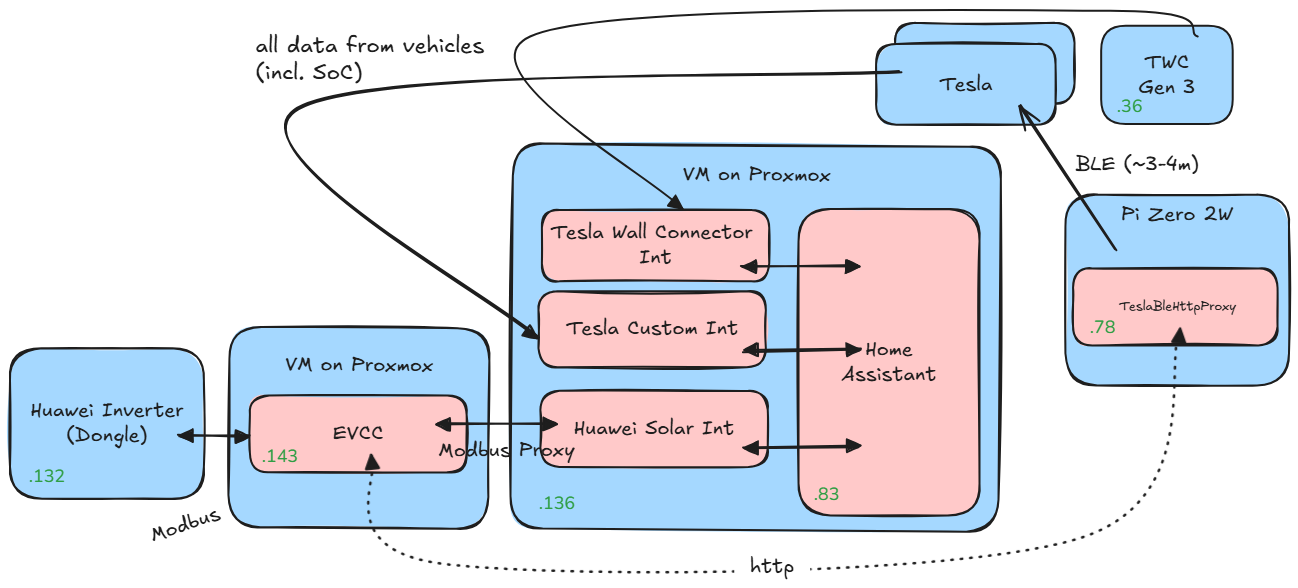 all data from vehicles
(incl. SoC)
Tesla
TWC
Gen 3
.36
BLE (~3-4m)
VM on Proxmox
Pi Zero 2W
Tesla Wall Connector
Int
TeslaBleHttpProxy
.78
Tesla Custom Int
Home
Assistant
VM on Proxmox
Huawei Inverter
(Dongle)
.132
EVCC
.143
Modbus Proxy
Huawei Solar Int
.83
.136
Modbus
http